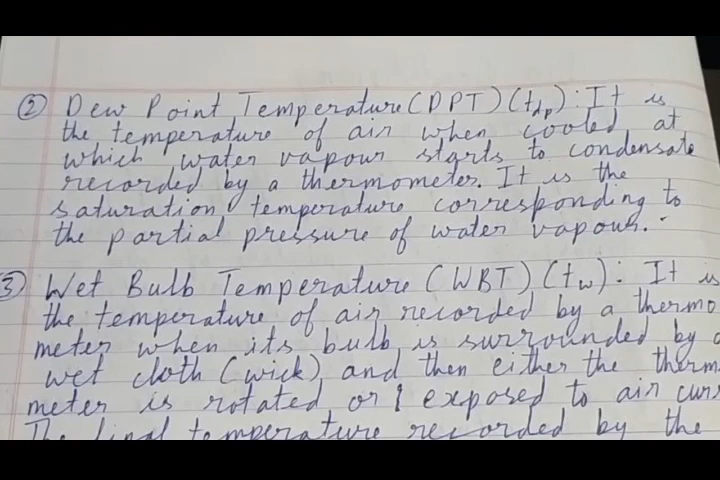 ② Dew Point Temperature (DPT) (tdp): It is
the temperature of air when cooled at
which water vapour starts to condensate
recorded by a thermometer. It is the
saturation temperature corresponding to
the partial pressure of water vapour.
③ Wet Bulb Temperature (WBT) (tw): It is
the temperature of air recorded by a thermo
meter when its bulb is surrounded by a
wet cloth (wick) and then either the therm
meter is rotated or exposed to air curr
The final temperature recorded by the